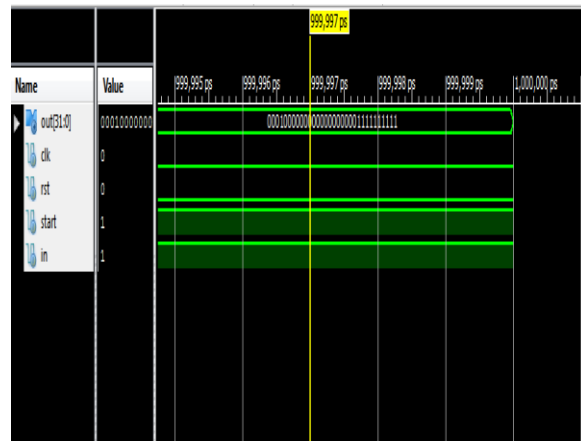 999,997 ps
Name Value 999,995 ps 999,996 ps 999,997 ps 999,998 ps 999,999 ps 1,000,000 ps
out[31:0] 00010000000 00010000000000000000001111111111
clk 0
rst 0
start 1
in 1